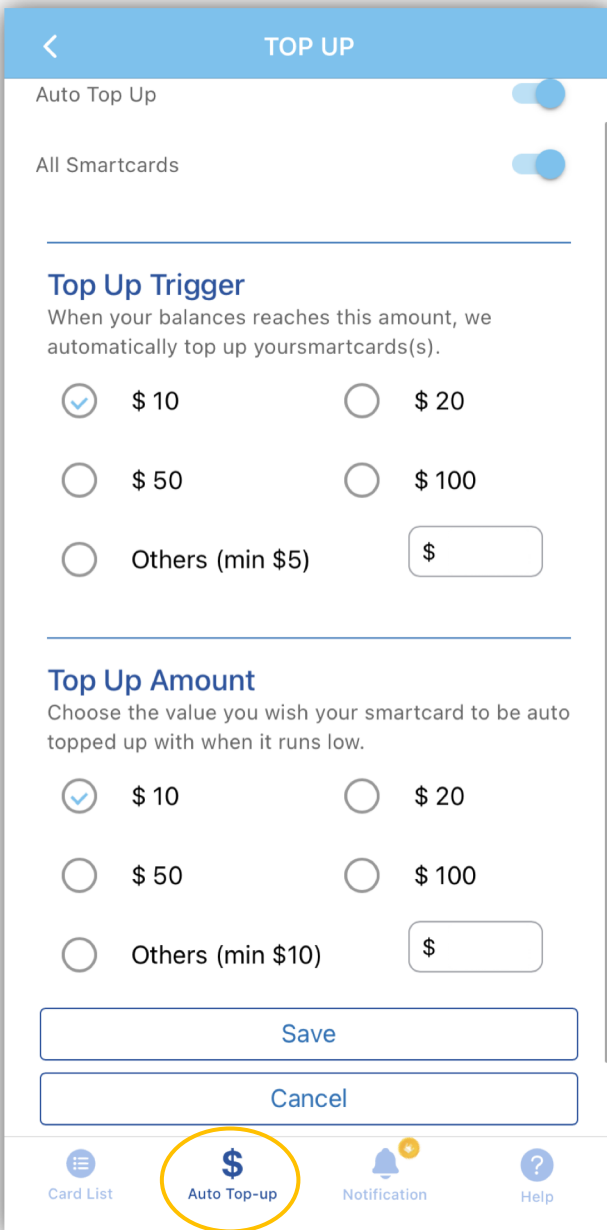 TOP UP
Auto Top Up
All Smartcards
Top Up Trigger
When your balances reaches this amount, we
automatically top up yoursmartcards(s).
$ 10
$ 20
$ 50
$ 100
Others (min $5)
$
Top Up Amount
Choose the value you wish your smartcard to be auto
topped up with when it runs low.
$ 10
$ 20
$ 50
$ 100
Others (min $10)
$
Save
Cancel
$
?
Card List
Auto Top-up
Notification
Help